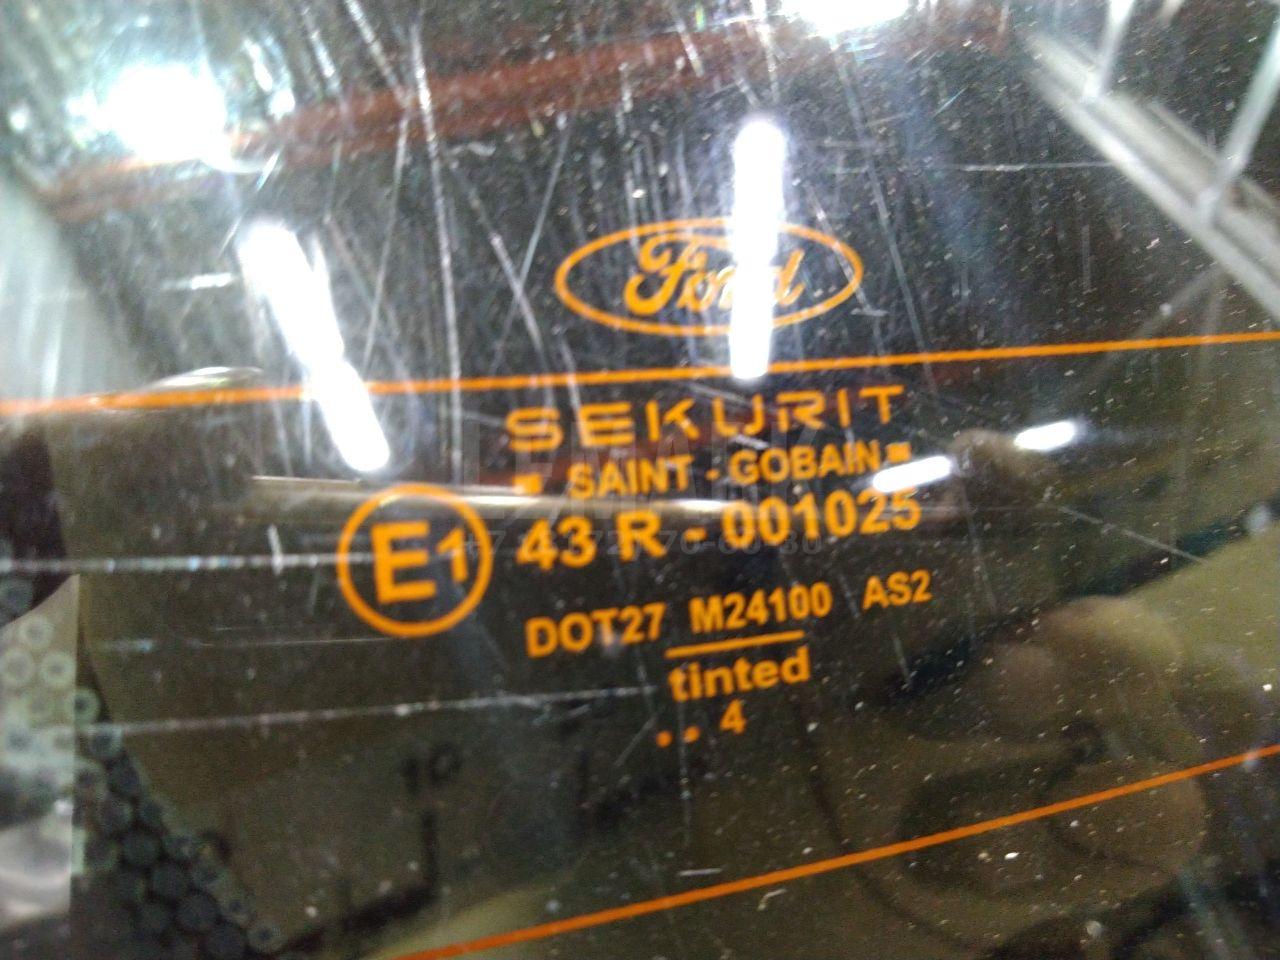 Ford
SEKURIT
SAINT - GOBAIN
E1 43 R - 001025
DOT27 M24100 AS2
tinted
.. 4